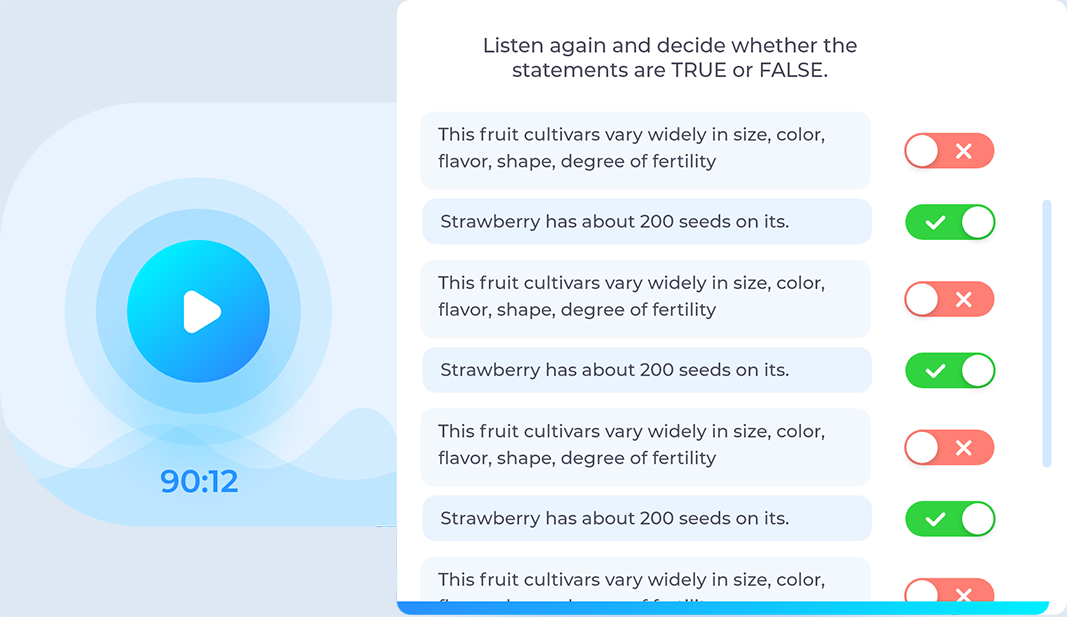 Listen again and decide whether the
statements are TRUE or FALSE.
This fruit cultivars vary widely in size, color,
flavor, shape, degree of fertility
Strawberry has about 200 seeds on its.
This fruit cultivars vary widely in size, color,
flavor, shape, degree of fertility
Strawberry has about 200 seeds on its.
This fruit cultivars vary widely in size, color,
flavor, shape, degree of fertility
90:12
Strawberry has about 200 seeds on its.
This fruit cultivars vary widely in size, color,